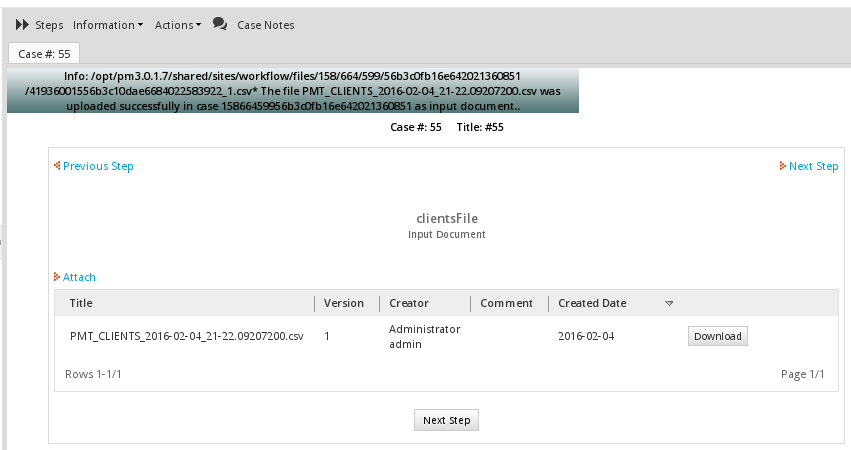 Steps Information Actions Case Notes
Case #: 55
Info: /opt/pm3.0.1.7/shared/sites/workflow/files/158/664/599/56b3c0fb16e642021360851
/41936001556b3c10dae6684022583922_1.csv* The file PMT_CLIENTS_2016-02-04_21-22.09207200.csv was
uploaded successfully in case 15866459956b3c0fb16e642021360851 as input document..
Case #: 55 Title: #55
Previous Step Next Step
clientsFile
Input Document
Attach
Title Version Creator Comment Created Date
PMT_CLIENTS_2016-02-04_21-22.09207200.csv 1 Administrator admin 2016-02-04 Download
Rows 1-1/1 Page 1/1
Next Step